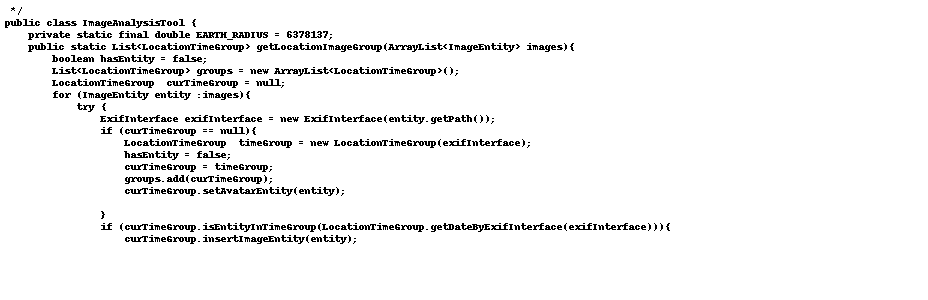 */
public class ImageAnalysisTool {
private static final double EARTH_RADIUS = 6378137;
public static List<LocationTimeGroup> getLocationImageGroup(ArrayList<ImageEntity> images){
boolean hasEntity = false;
List<LocationTimeGroup> groups = new ArrayList<LocationTimeGroup>();
LocationTimeGroup  curTimeGroup = null;
for (ImageEntity entity :images){
try {
ExifInterface exifInterface = new ExifInterface(entity.getPath());
if (curTimeGroup == null){
LocationTimeGroup  timeGroup = new LocationTimeGroup(exifInterface);
hasEntity = false;
curTimeGroup = timeGroup;
groups.add(curTimeGroup);
curTimeGroup.setAvatarEntity(entity);
}
if (curTimeGroup.isEntityInTimeGroup(LocationTimeGroup.getDateByExifInterface(exifInterface))){
curTimeGroup.insertImageEntity(entity);